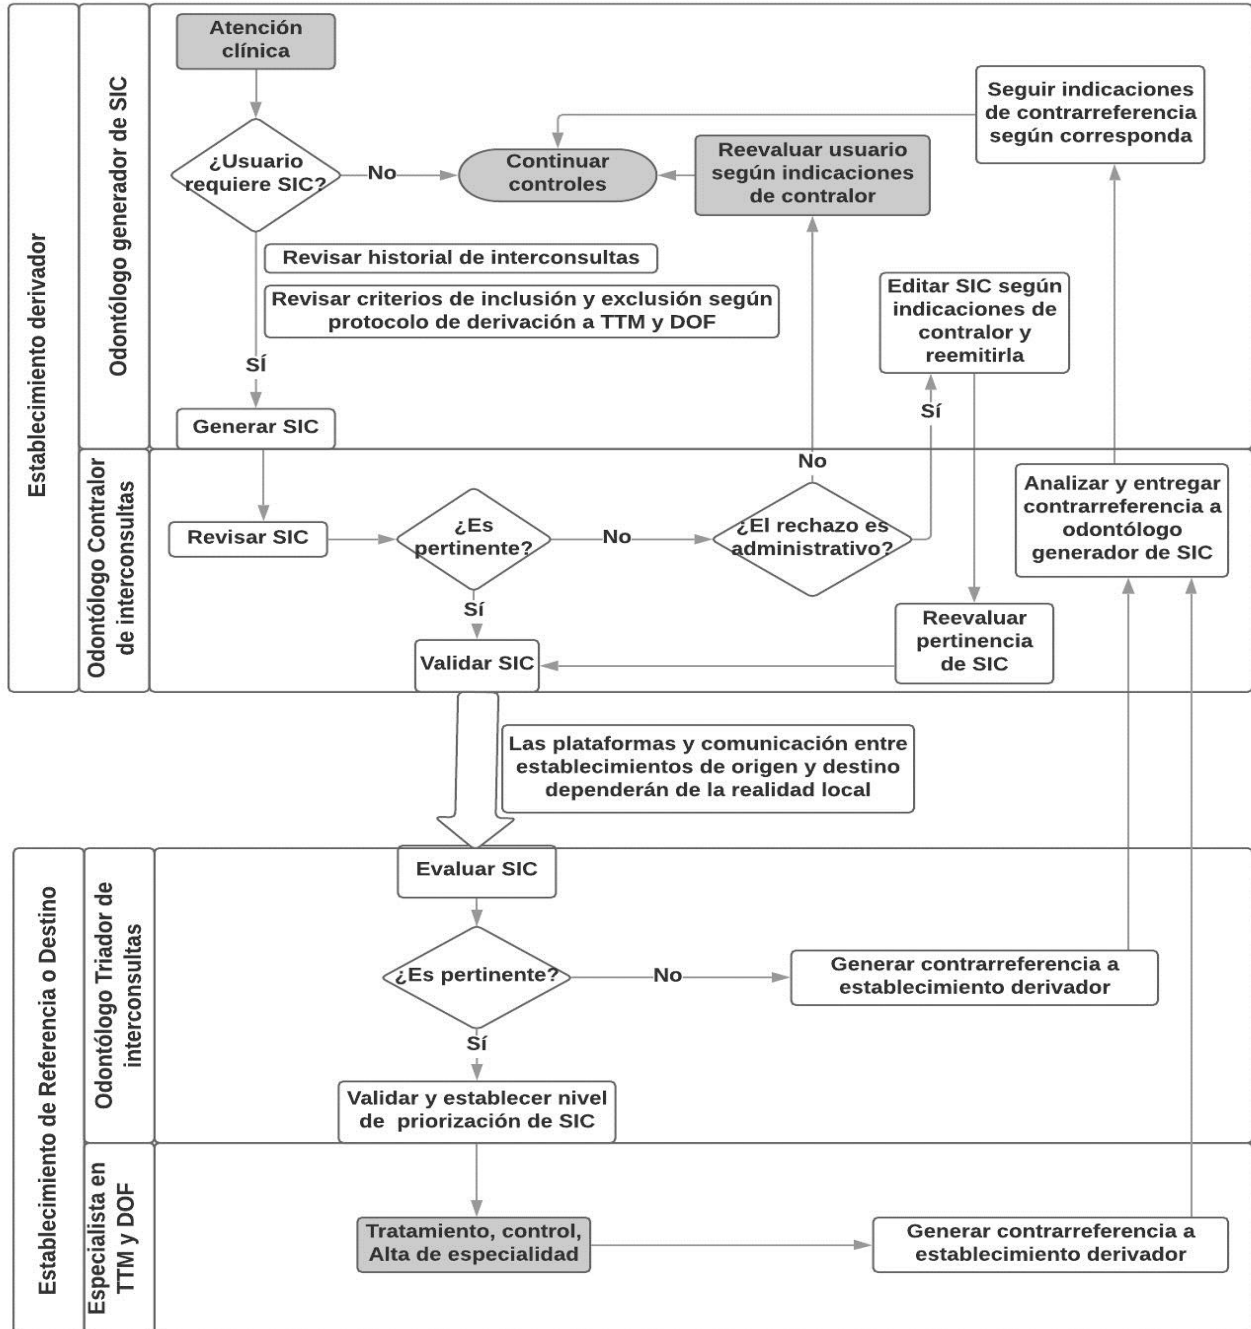 Establecimiento derivador
Odontólogo generador de SIC
Atención
clínica
¿Usuario
requiere SIC?
No
Continuar
controles
Reevaluar usuario
según indicaciones
de contralor
Seguir indicaciones
de contrarreferencia
según corresponda
Revisar historial de interconsultas
Revisar criterios de inclusión y exclusión según
protocolo de derivación a TTM y DOF
SÍ
Generar SIC
Editar SIC según
indicaciones de
contralor y
reemitirla
Sí
No
Odontólogo Contralor
de interconsultas
Revisar SIC
¿Es
pertinente?
No
¿El rechazo es
administrativo?
Analizar y entregar
contrarreferencia a
odontólogo
generador de SIC
Sí
Validar SIC
Reevaluar
pertinencia
de SIC
Las plataformas y comunicación entre
establecimientos de origen y destino
dependerán de la realidad local
Establecimiento de Referencia o Destino
Odontólogo Triador de
interconsultas
Evaluar SIC
¿Es pertinente?
No
Generar contrarreferencia a
establecimiento derivador
Sí
Validar y establecer nivel
de priorización de SIC
Especialista en
TTM y DOF
Tratamiento, control,
Alta de especialidad
Generar contrarreferencia a
establecimiento derivador